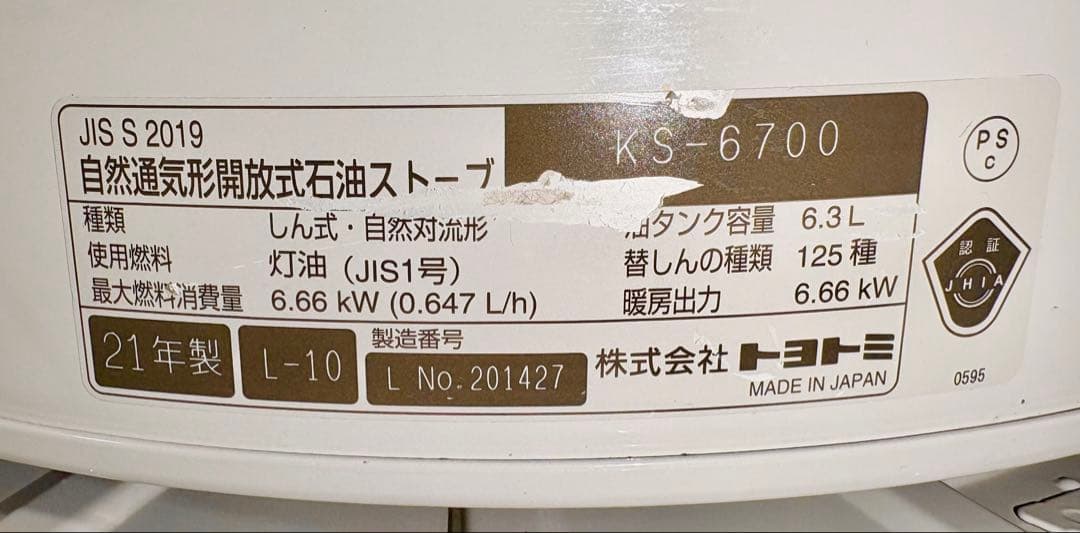 JIS S 2019
自然通気形開放式石油ストーブ
KS-6700
種類 しん式・自然対流形
油タンク容量 6.3 L
使用燃料 灯油 (JIS1号)
替しんの種類 125 種
最大燃料消費量 6.66 kW (0.647 L/h)
暖房出力 6.66 kW
21年製
L-10
製造番号
L No.201427
株式会社 トヨトミ
MADE IN JAPAN
PS
C
認証
JHIA
0595